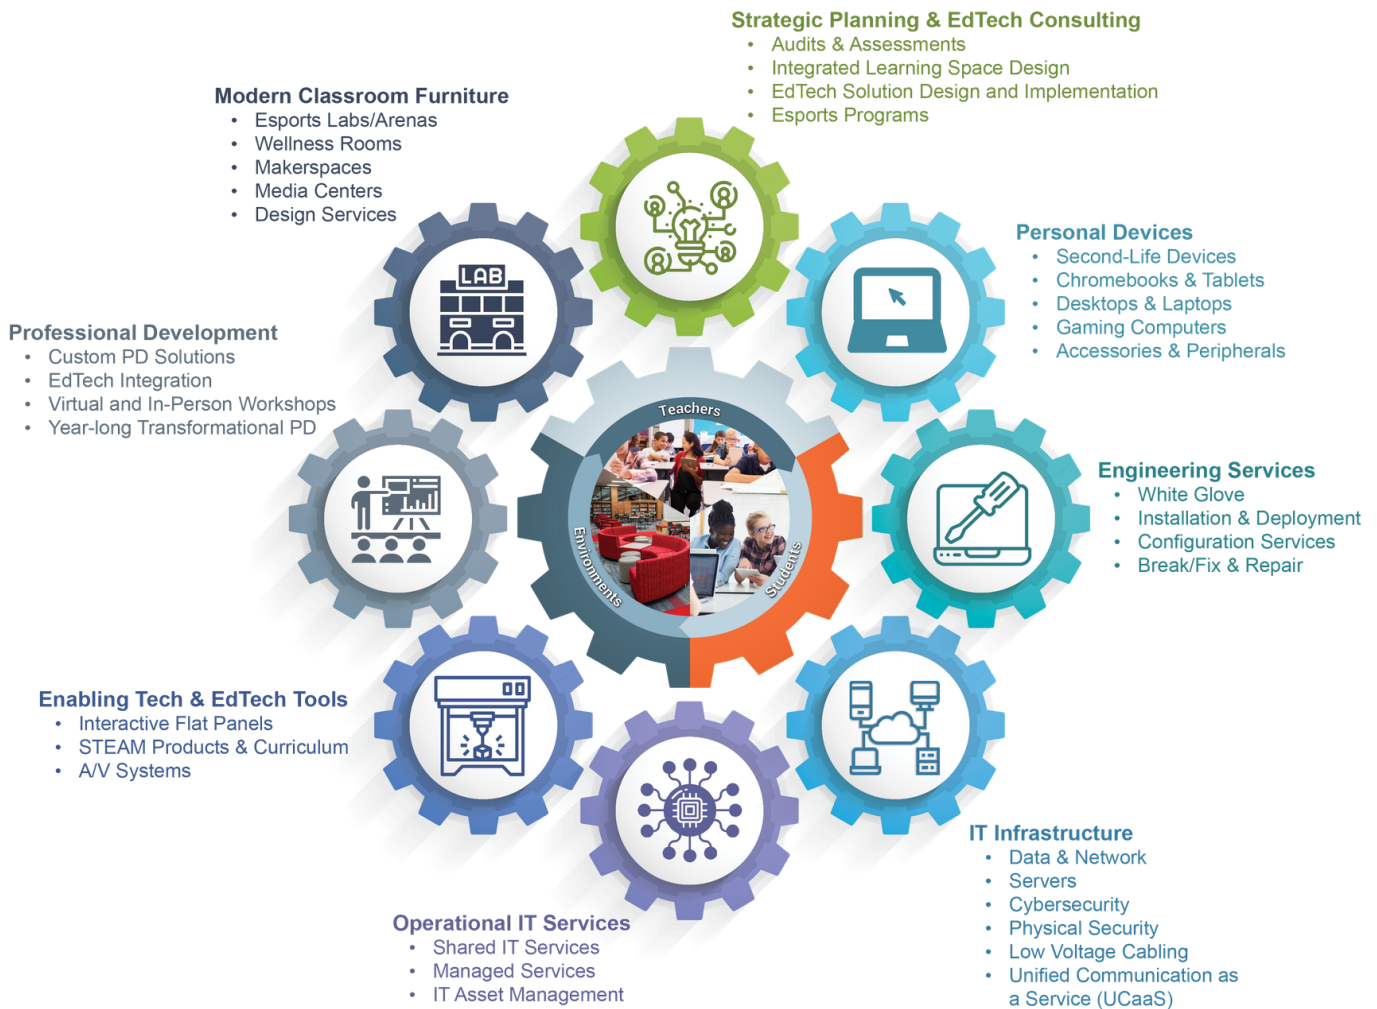 Strategic Planning & EdTech Consulting
• Audits & Assessments
• Integrated Learning Space Design
• EdTech Solution Design and Implementation
• Esports Programs
Modern Classroom Furniture
• Esports Labs/Arenas
• Wellness Rooms
• Makerspaces
• Media Centers
• Design Services
LAB
Personal Devices
• Second-Life Devices
• Chromebooks & Tablets
• Desktops & Laptops
• Gaming Computers
• Accessories & Peripherals
Professional Development
• Custom PD Solutions
• EdTech Integration
• Virtual and In-Person Workshops
• Year-long Transformational PD
Teachers
Environments
Students
Engineering Services
• White Glove
• Installation & Deployment
• Configuration Services
• Break/Fix & Repair
Enabling Tech & EdTech Tools
• Interactive Flat Panels
• STEAM Products & Curriculum
• A/V Systems
IT Infrastructure
• Data & Network
• Servers
• Cybersecurity
• Physical Security
• Low Voltage Cabling
• Unified Communication as
a Service (UCaaS)
Operational IT Services
• Shared IT Services
• Managed Services
• IT Asset Management